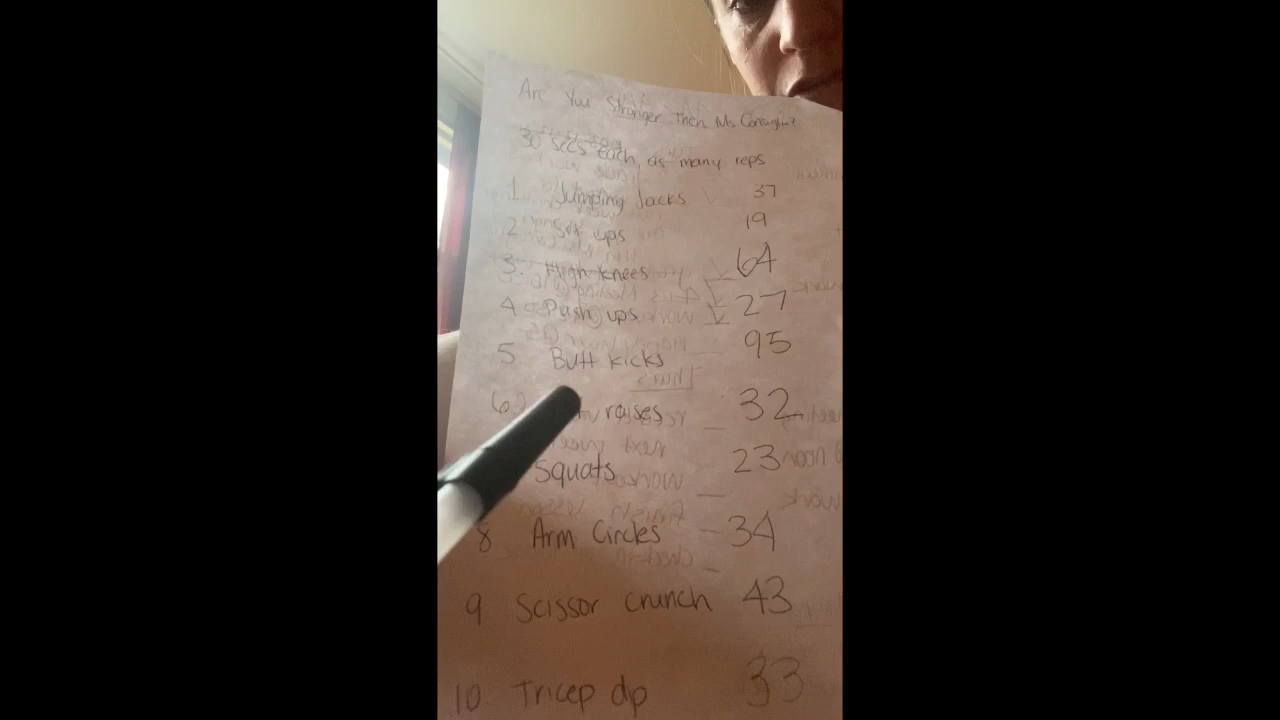 Are You Stronger Then Ms.
30 secs each, as many reps
1 Jumping Jacks 37
2 Sit ups 19
3. High knees 64
4 Push ups 27
5 Butt kicks 95
6 raises 32
Squats 23
8 Arm Circles 34
9 Scissor crunch 43
10 Tricep dip 33